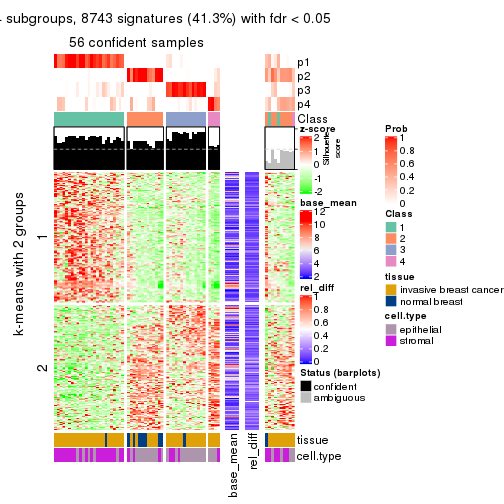 subgroups, 8743 signatures (41.3%) with fdr < 0.05
56 confident samples
p1
p2
p3
p4
Class
Silhouette
score
k-means with 2 groups
1
2
z-score
2
1
0
-1
-2
base_mean
12
10
8
6
4
2
rel_diff
1
0.8
0.6
0.4
0.2
0
Prob
1
0.8
0.6
0.4
0.2
0
Class
1
2
3
4
tissue
invasive breast cancer
normal breast
cell.type
epithelial
stromal
Status (barplots)
confident
ambiguous
tissue
cell.type
base_mean
rel_diff